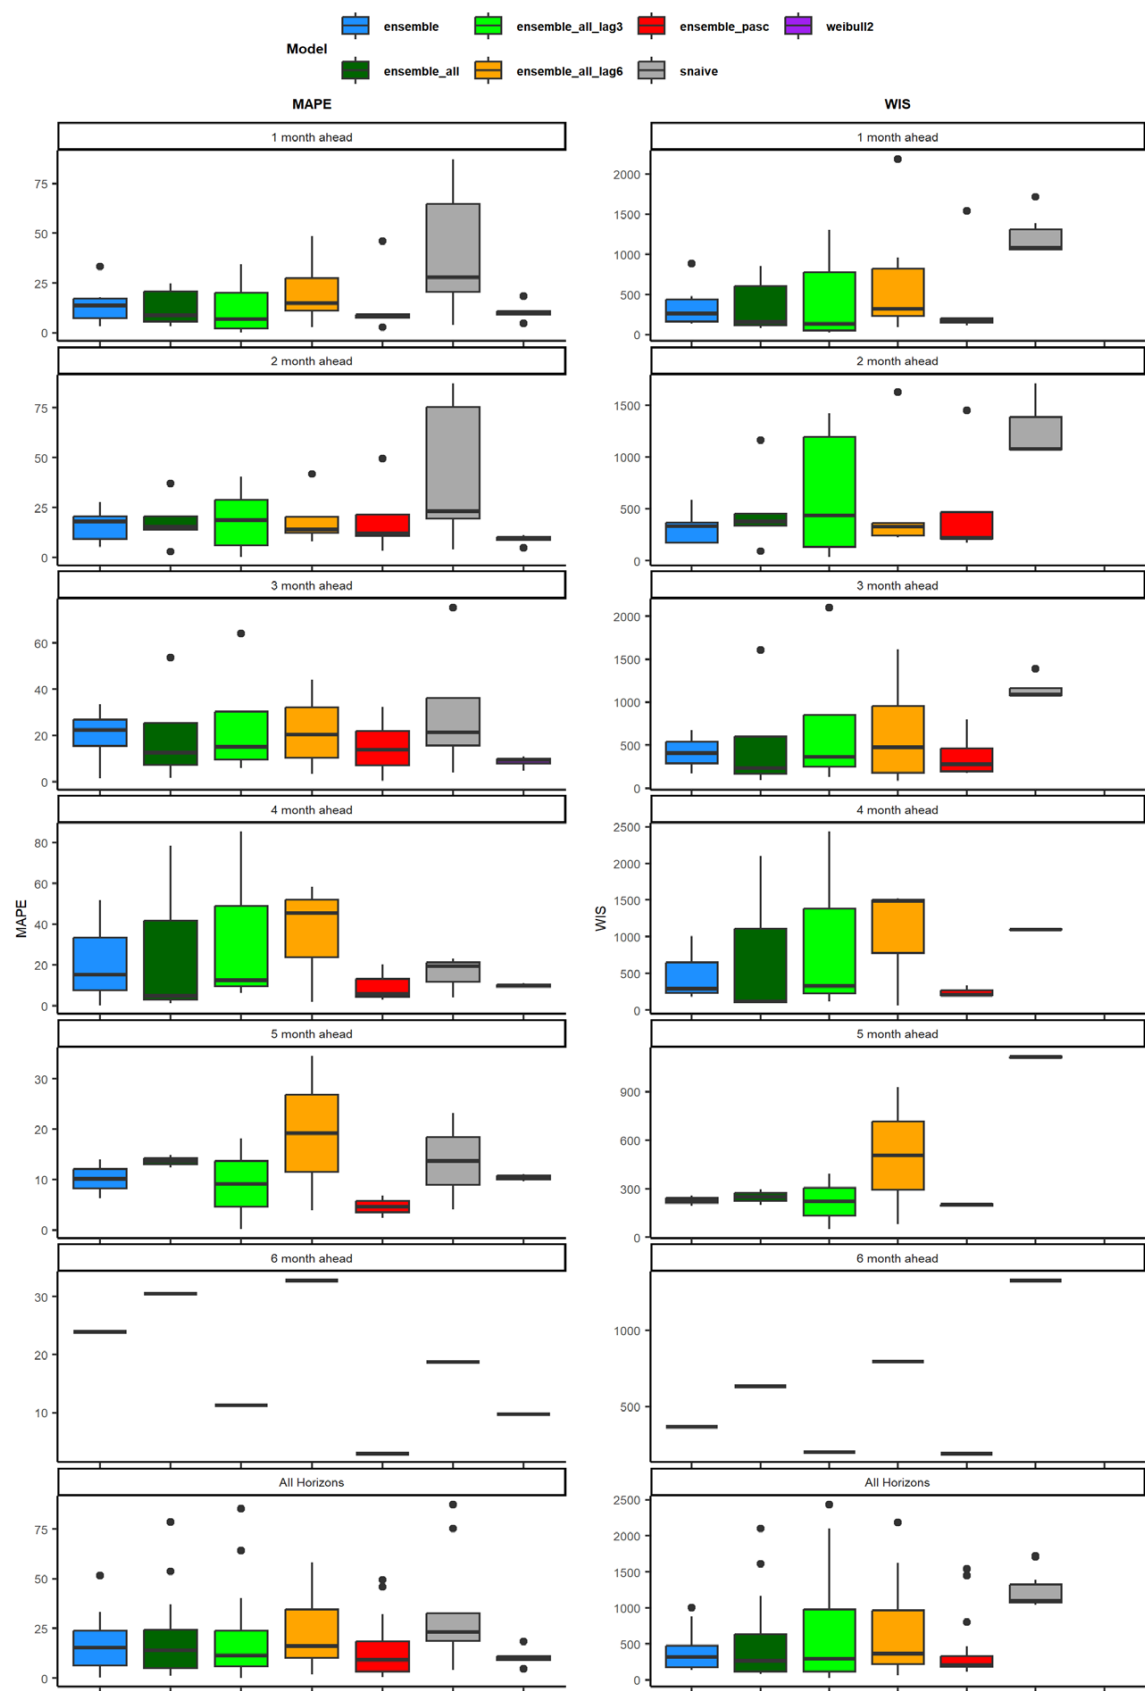 Model
ensemble
ensemble_all_lag3
ensemble_pasc
weibull2
ensemble_all
ensemble_all_lag6
snaive
MAPE
1 month ahead
75
50
25
0
2 month ahead
75
50
25
0
3 month ahead
60
40
20
0
4 month ahead
80
60
40
20
0
5 month ahead
30
20
10
0
6 month ahead
30
20
10
All Horizons
75
50
25
0
MAPE
WIS
1 month ahead
2000
1500
1000
500
0
2 month ahead
1500
1000
500
0
3 month ahead
2000
1500
1000
500
0
4 month ahead
2500
2000
1500
1000
500
0
5 month ahead
900
600
300
0
6 month ahead
1000
500
All Horizons
2500
2000
1500
1000
500
0
WIS